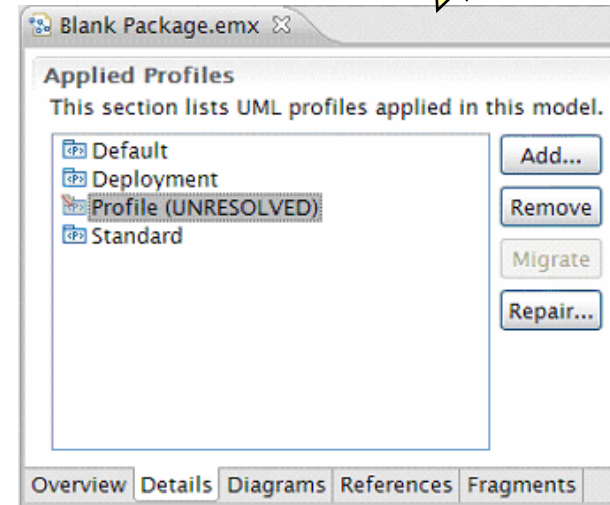 Blank Package.emx
Applied Profiles
This section lists UML profiles applied in this model.
Default
Deployment
Profile (UNRESOLVED)
Standard
Add...
Remove
Migrate
Repair...
Overview Details Diagrams References Fragments